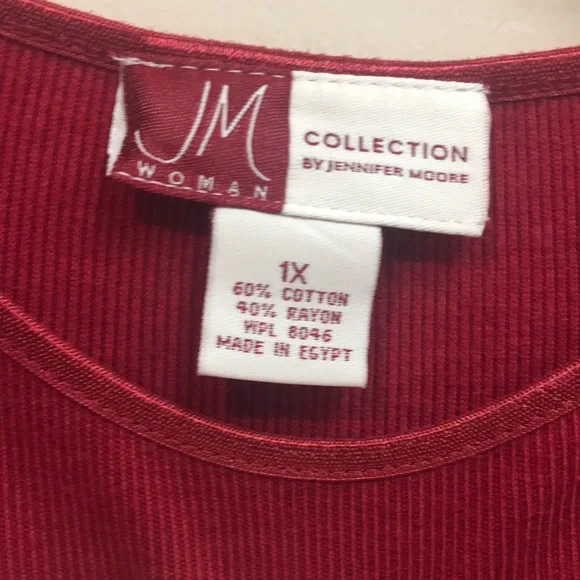 JM
WOMAN
COLLECTION
BY JENNIFER MOORE
1X
60% COTTON
40% RAYON
WPL 8046
MADE IN EGYPT